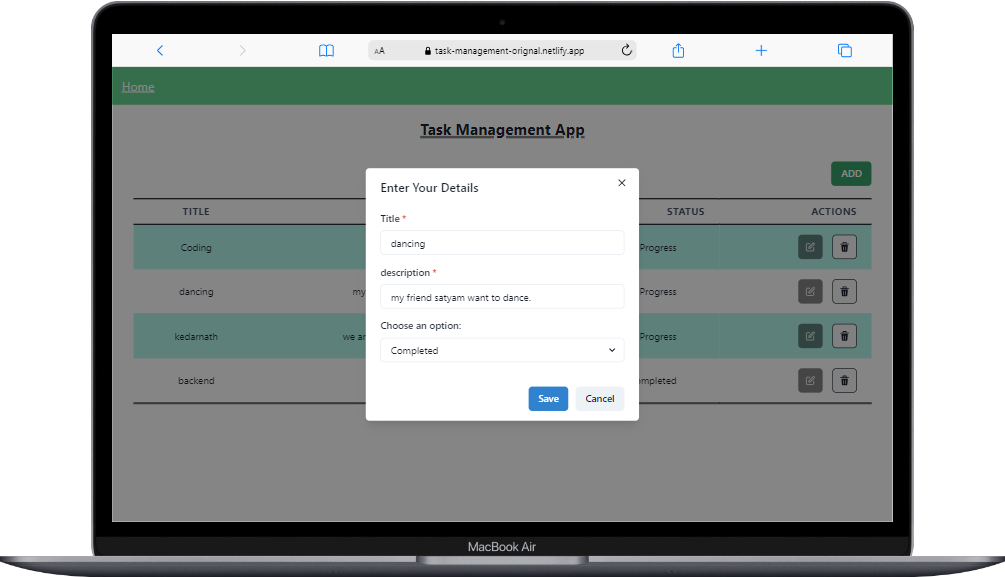 AA task-management-orignal.netlify.app
Home
Task Management App
ADD
Enter Your Details
Title *
dancing
description *
my friend satyam want to dance.
Choose an option:
Completed
Save Cancel
TITLE STATUS ACTIONS
Coding Progress
dancing my Progress
kedarnath we Progress
backend
MacBook Air